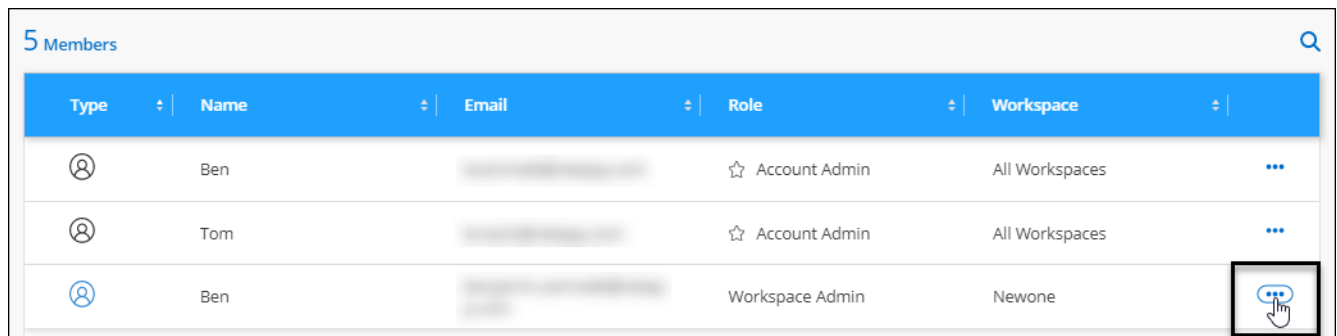 5 Members
Type Name Email Role Workspace
Ben Account Admin All Workspaces
Tom Account Admin All Workspaces
Ben Workspace Admin Newone